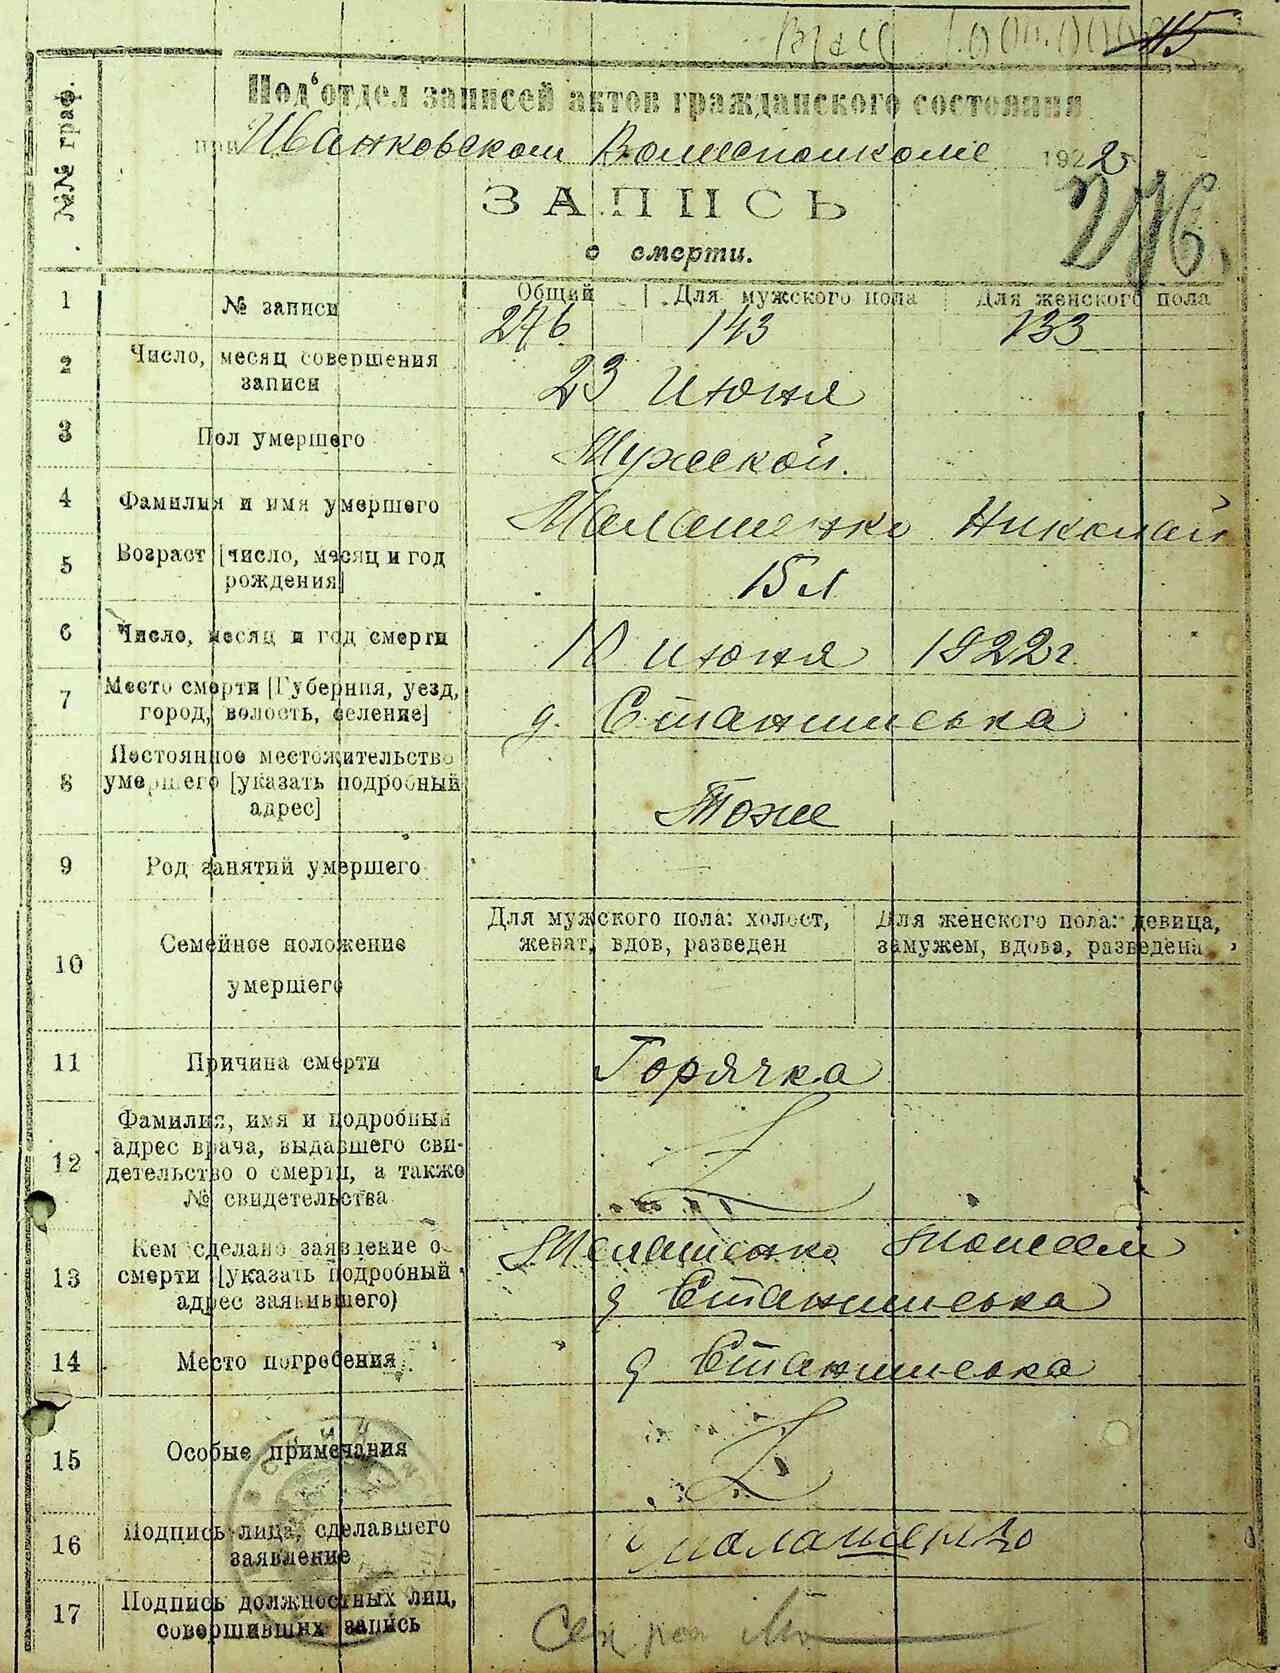 115
Под'отдел записей актов гражданского состояния
при Иванковском Волисполкоме 1922
№№ граф.
ЗАПИСЬ
о смерти.
276
1 № записи Общий Для мужского пола Для женского пола
276 143 133
2 Число, месяц совершения записи 23 Июня
3 Пол умершего Мужской.
4 Фамилия и имя умершего Малашенко Николай
5 Возраст [число, месяц и год рождения] 15 л
6 Число, месяц и год смерти 10 июня 1922 г.
7 Место смерти [Губерния, уезд, город, волость, селение] д. Станишевка
8 Постоянное местожительство умершего [указать подробный адрес] Тоже
9 Род занятий умершего
10 Семейное положение умершего
Для мужского пола: холост, женат, вдов, разведен
Для женского пола: девица, замужем, вдова, разведена
11 Причина смерти Горячка
12 Фамилия, имя и подробный адрес врача, выдавшего свидетельство о смерти, а также № свидетельства
13 Кем сделано заявление о смерти [указать подробный адрес заявившего) Малашенко Моисеем
д Станишевка
14 Место погребения д Станишевка
15 Особые примечания
16 Подпись лица, сделавшего заявление Малашенко
17 Подпись должностных лиц, совершивших запись